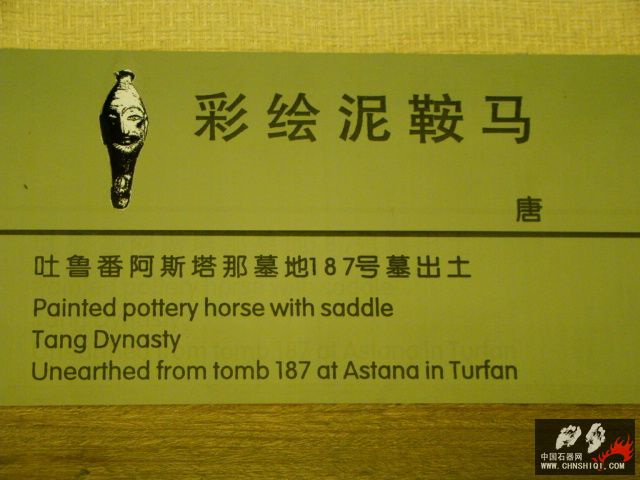 彩绘泥鞍马
唐
吐鲁番阿斯塔那墓地187号墓出土
Painted pottery horse with saddle
Tang Dynasty
Unearthed from tomb 187 at Astana in Turfan
中国石器网
WWW.CHNSHIQI.COM